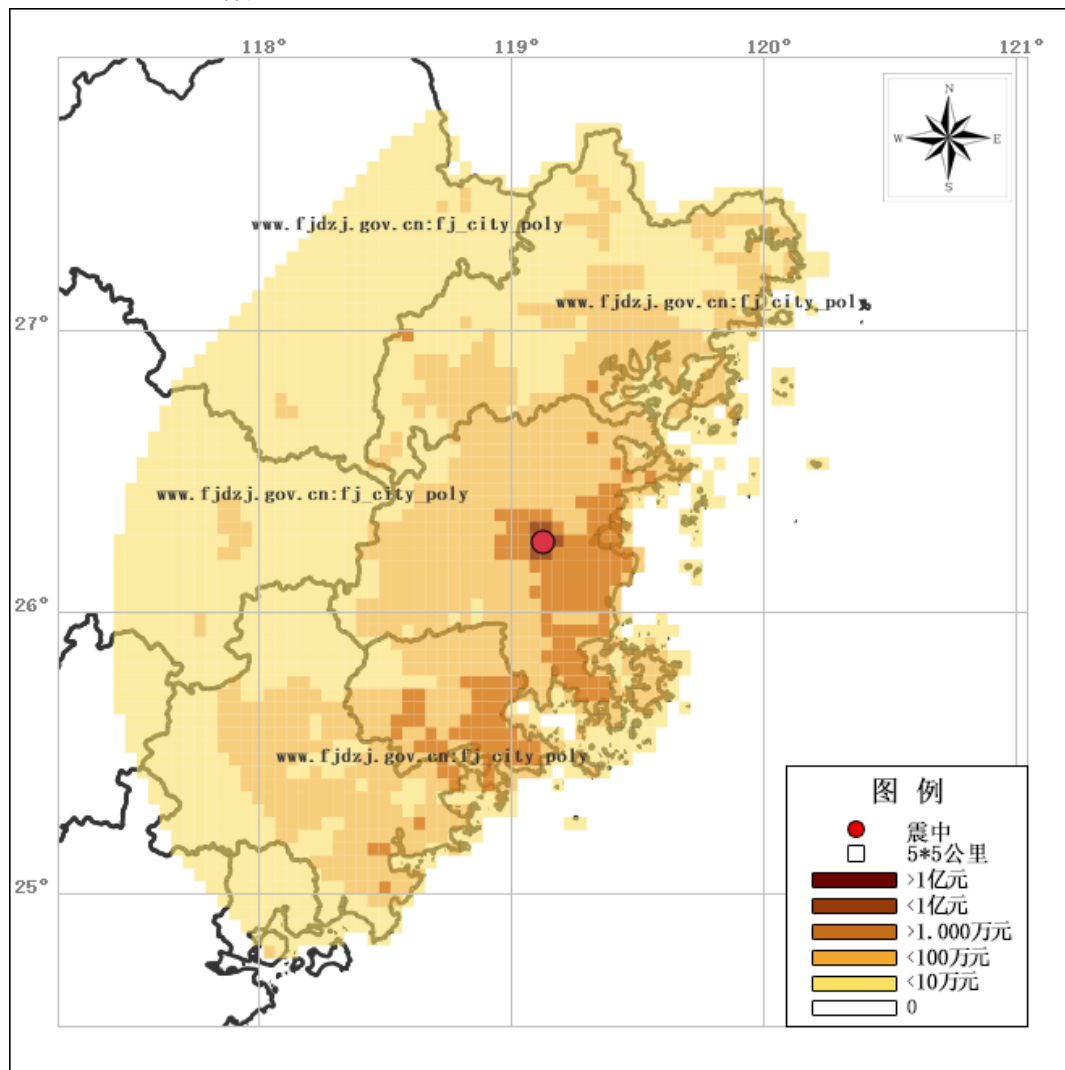 118° 119° 120° 121°
N
W E
S
www.fjdzj.gov.cn:fj_city_poly
www.fjdzj.gov.cn:fj_city_poly
27°
www.fjdzj.gov.cn:fj_city_poly
26°
www.fjdzj.gov.cn:fj_city_poly
25°
图 例
震中
5*5公里
>1亿元
<1亿元
>1.000万元
<100万元
<10万元
0